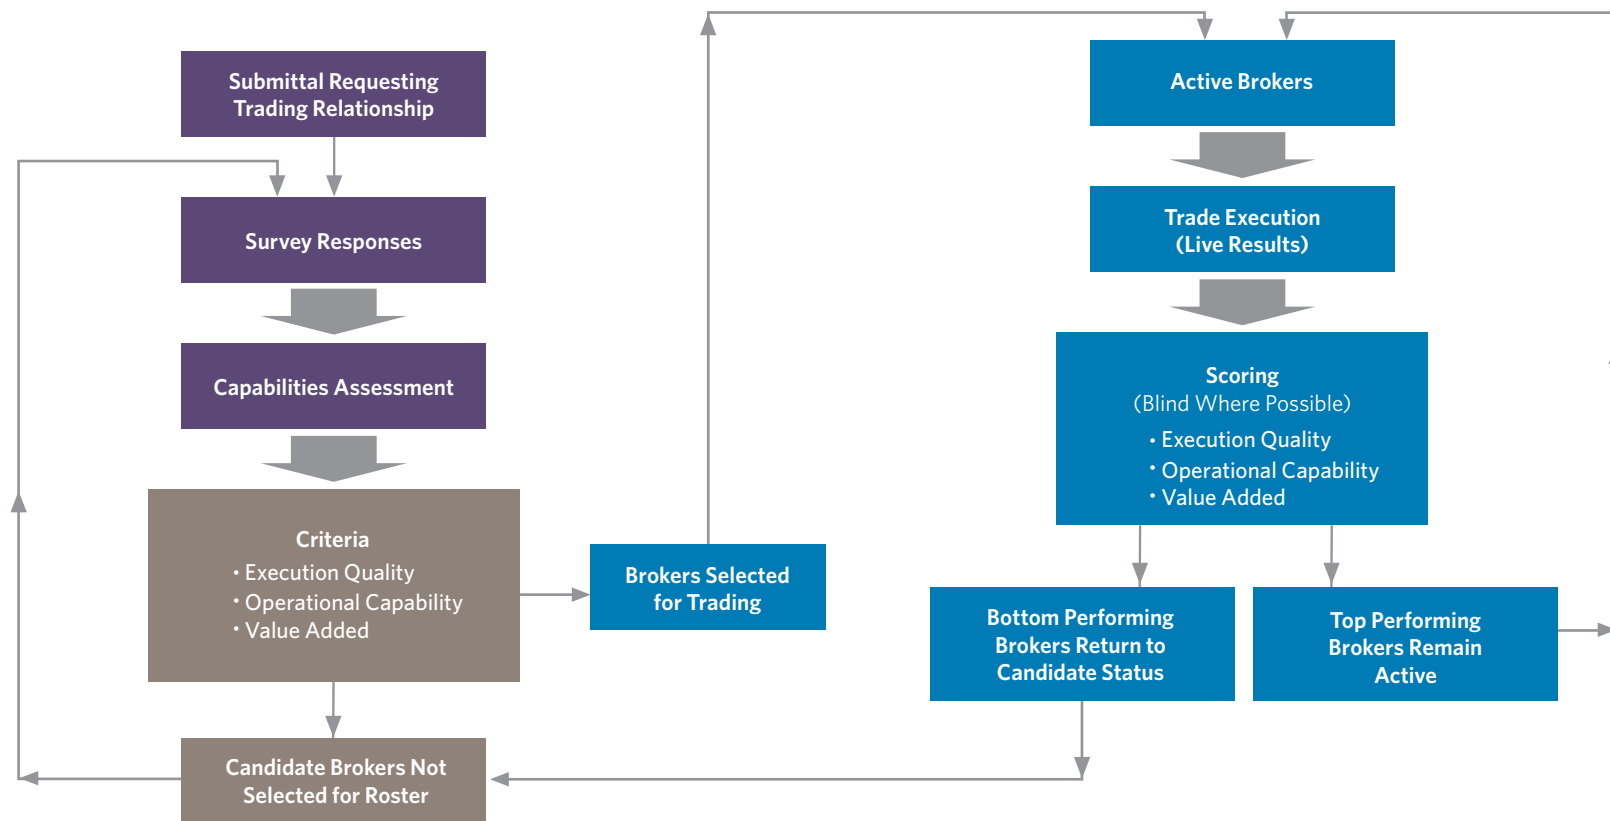 Submittal Requesting
Trading Relationship
Survey Responses
Capabilities Assessment
Criteria
• Execution Quality
• Operational Capability
• Value Added
Candidate Brokers Not
Selected for Roster
Brokers Selected
for Trading
Active Brokers
Trade Execution
(Live Results)
Scoring
(Blind Where Possible)
• Execution Quality
• Operational Capability
• Value Added
Bottom Performing
Brokers Return to
Candidate Status
Top Performing
Brokers Remain
Active